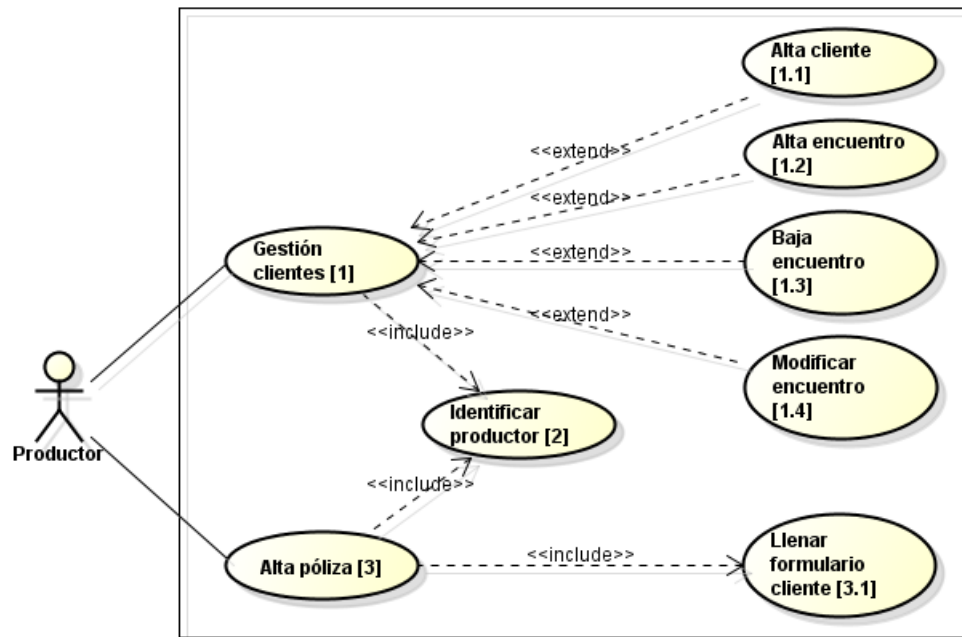 Alta cliente
[1.1]
<<extend>>
Alta encuentro
[1.2]
<<extend>>
Gestión
clientes [1]
<<extend>>
Baja
encuentro
[1.3]
<<extend>>
<<include>>
Modificar
encuentro
[1.4]
Identificar
productor [2]
Productor
<<include>>
Alta póliza [3]
<<include>>
Llenar
formulario
cliente [3.1]